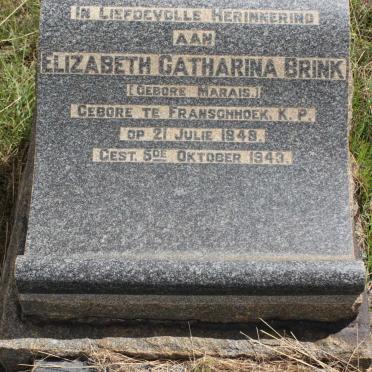 IN LIEFDEVOLLE HERINNERING
AAN
ELIZABETH CATHARINA BRINK
(GEBORE MARAIS.)
GEBORE TE FRANSCHHOEK, K.P.
OP 21 JULIE 1848.
GEST. 5DE OKTOBER 1943.